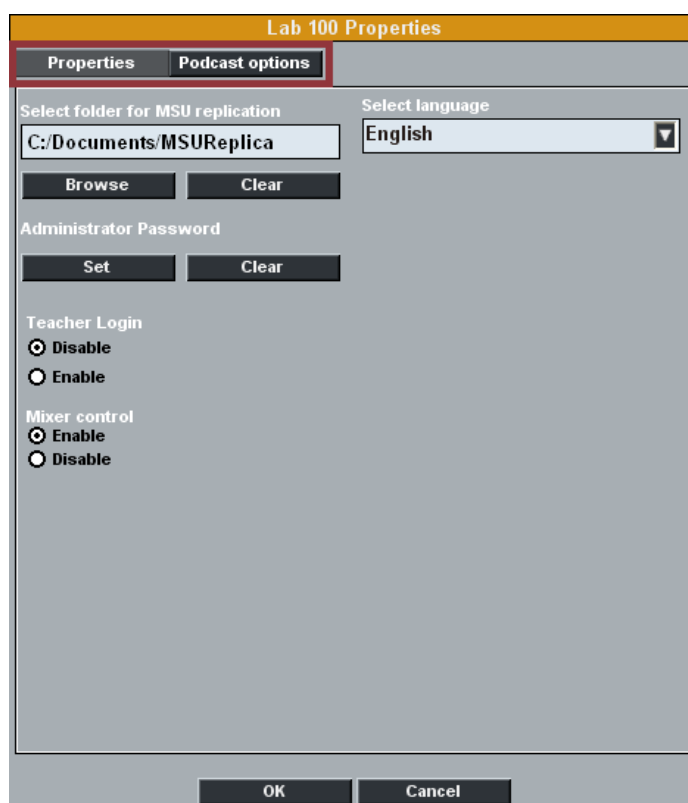 Lab 100 Properties
Properties Podcast options
Select folder for MSU replication
C:/Documents/MSUReplica
Browse Clear
Administrator Password
Set Clear
Teacher Login
Disable
Enable
Mixer control
Enable
Disable
Select language
English
OK Cancel